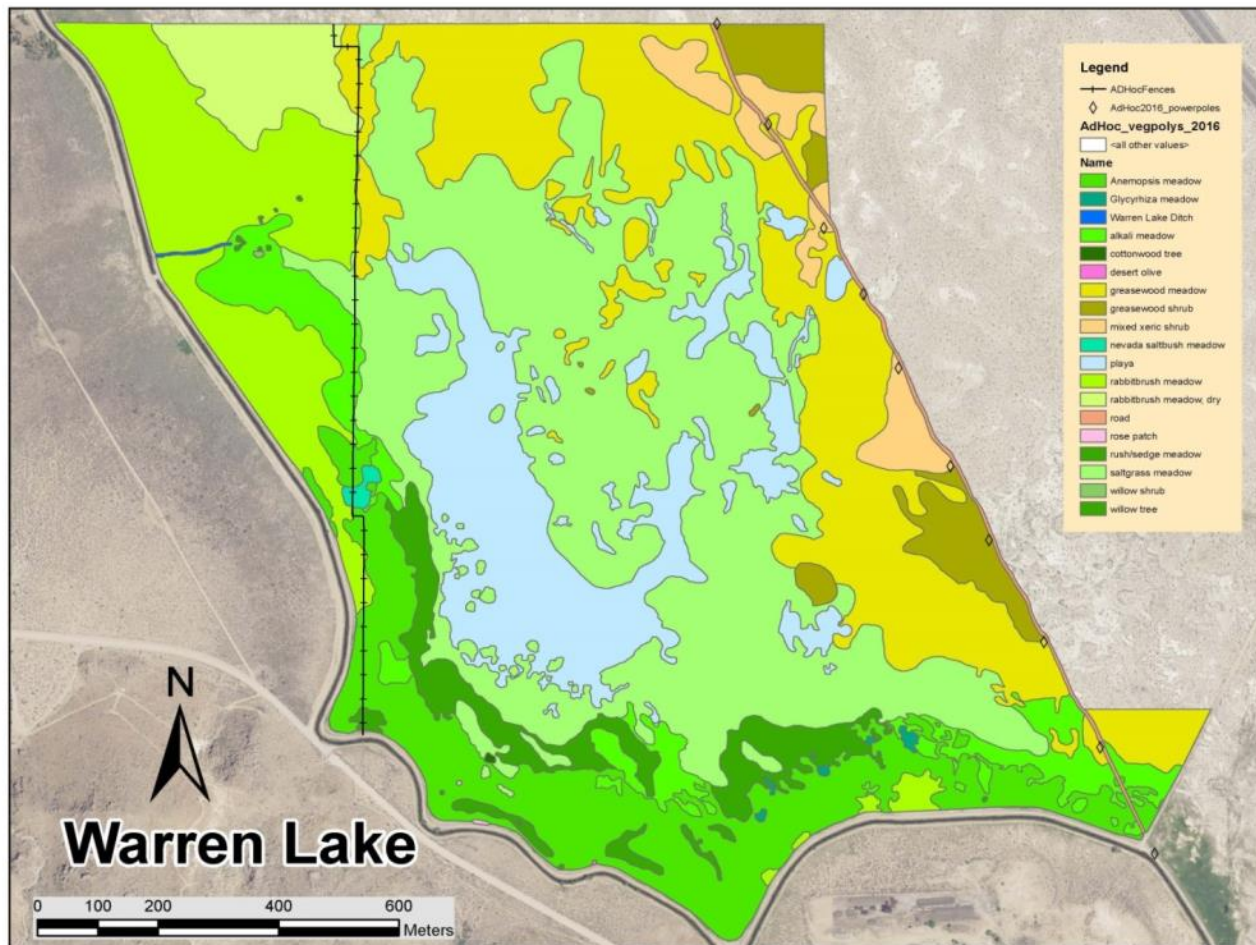 Legend
ADHocFences
AdHoc2016_powerpoles
AdHoc_vegpolys_2016
<all other values>
Name
Anemopsis meadow
Glycyrhiza meadow
Warren Lake Ditch
alkali meadow
cottonwood tree
desert olive
greasewood meadow
greasewood shrub
mixed xeric shrub
nevada saltbush meadow
playa
rabbitbrush meadow
rabbitbrush meadow, dry
road
rose patch
rush/sedge meadow
saltgrass meadow
willow shrub
willow tree
N
Warren Lake
0 100 200 400 600
Meters